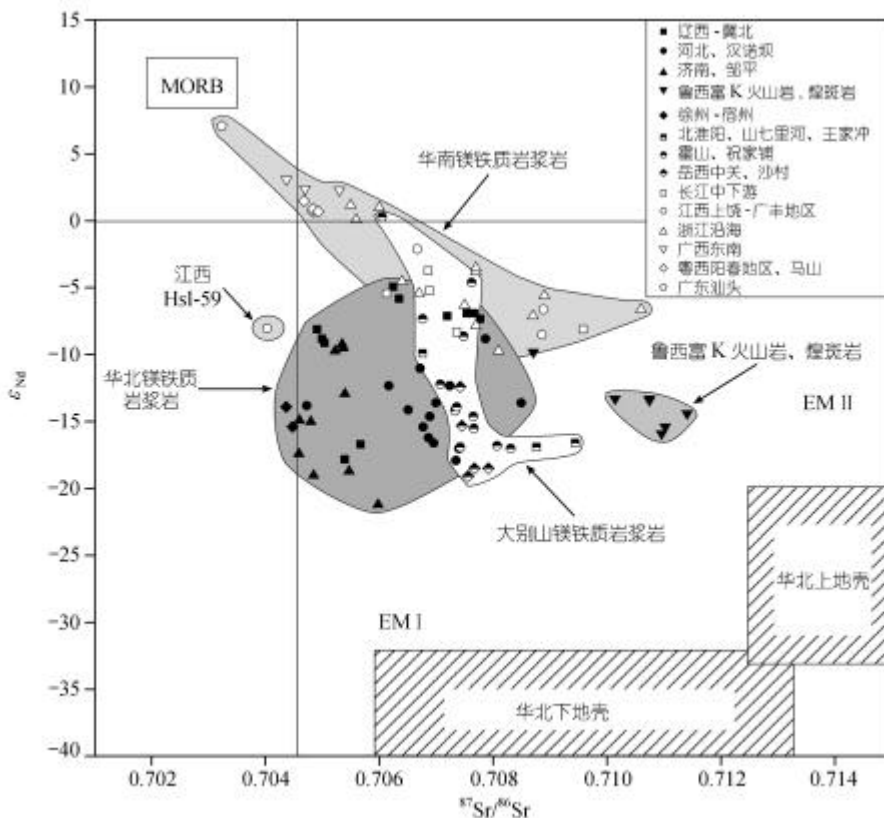 15
10
5
0
−5
−10
−15
−20
−25
−30
−35
−40
εNd
0.702
0.704
0.706
0.708
0.710
0.712
0.714
⁸⁷Sr/⁸⁶Sr
MORB
华南镁铁质岩浆岩
江西
HsI-59
华北镁铁质
岩浆岩
鲁西富 K 火山岩、煌斑岩
EM II
大别山镁铁质岩浆岩
华北上地壳
EM I
华北下地壳
辽西 - 冀北
河北、汉诺坝
济南、邹平
鲁西富 K 火山岩、煌斑岩
徐州 - 宿州
北淮阳、山七里河、王家冲
霍山、祝家铺
岳西中关、沙村
长江中下游
江西上饶 - 广丰地区
浙江沿海
广西东南
粤西阳春地区、马山
广东汕头